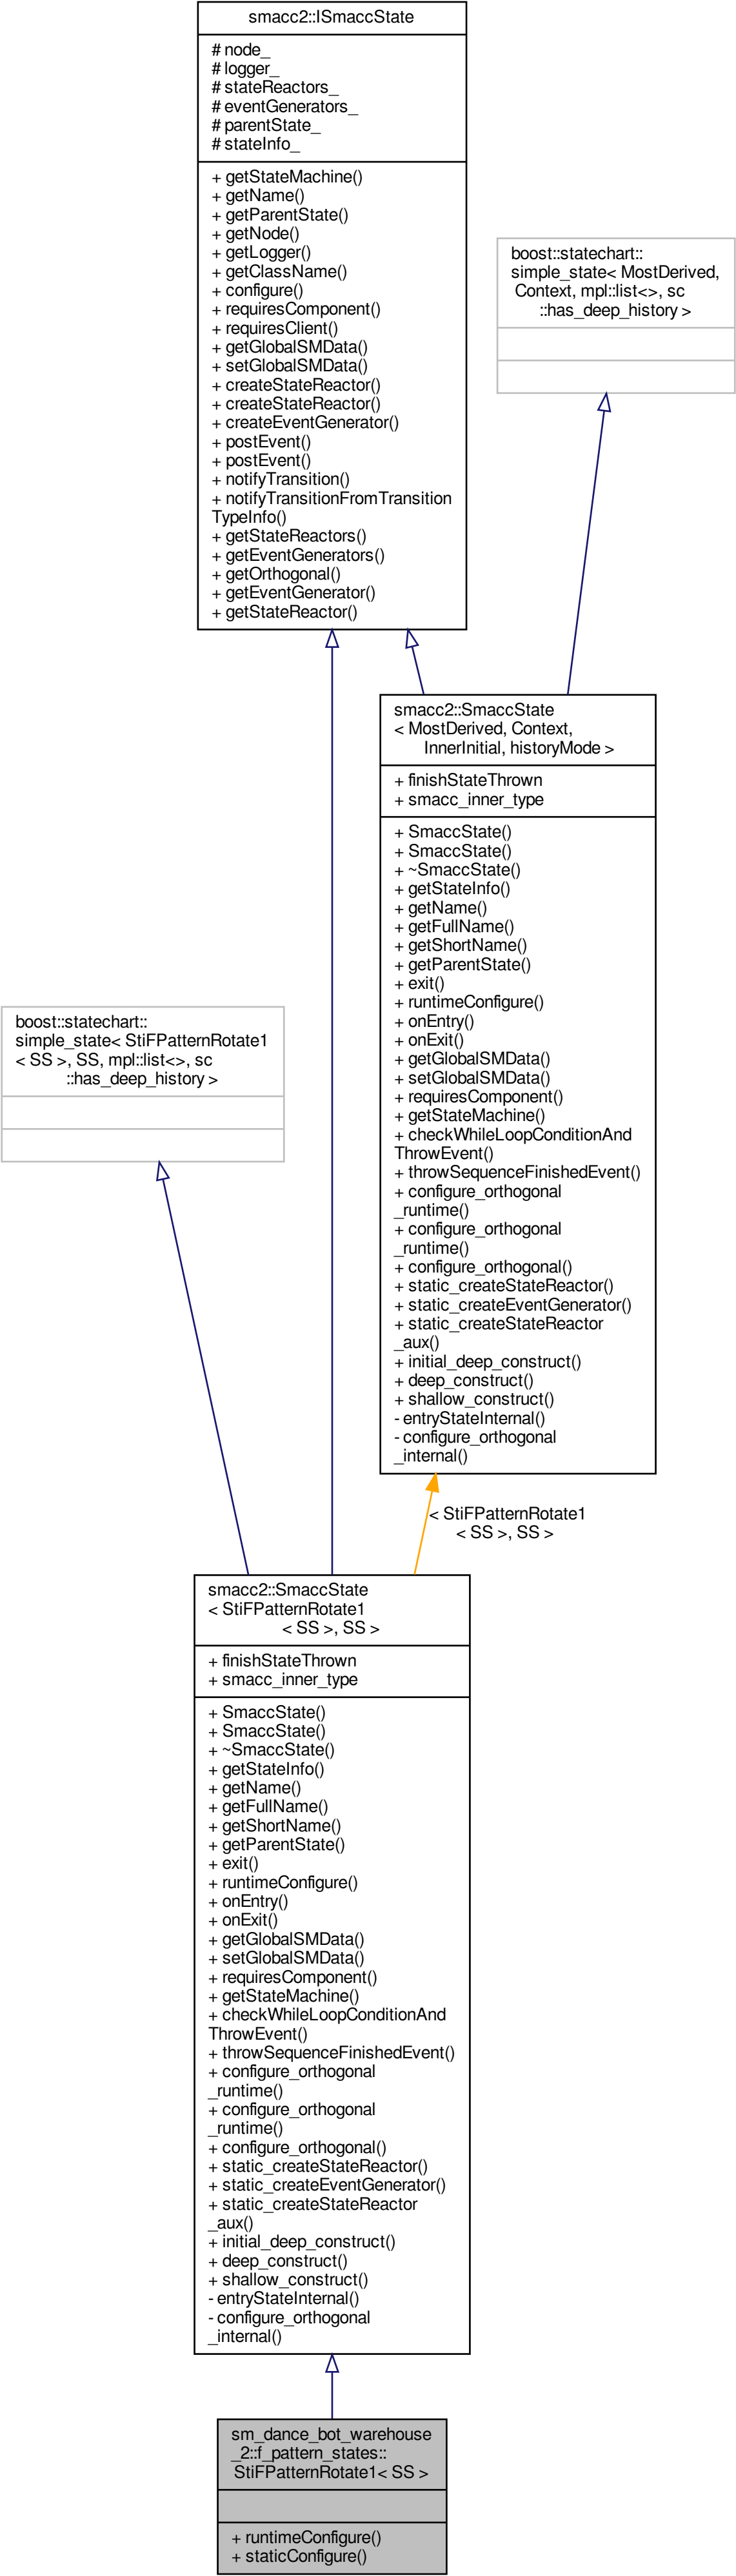 smacc2::ISmaccState
# node_
# logger_
# stateReactors_
# eventGenerators_
# parentState_
# stateInfo_
+ getStateMachine()
+ getName()
+ getParentState()
+ getNode()
+ getLogger()
+ getClassName()
+ configure()
+ requiresComponent()
+ requiresClient()
+ getGlobalSMData()
+ setGlobalSMData()
+ createStateReactor()
+ createStateReactor()
+ createEventGenerator()
+ postEvent()
+ postEvent()
+ notifyTransition()
+ notifyTransitionFromTransition
TypeInfo()
+ getStateReactors()
+ getEventGenerators()
+ getOrthogonal()
+ getEventGenerator()
+ getStateReactor()
boost::statechart::
simple_state< MostDerived,
Context, mpl::list<>, sc
::has_deep_history >
smacc2::SmaccState
< MostDerived, Context,
InnerInitial, historyMode >
+ finishStateThrown
+ smacc_inner_type
+ SmaccState()
+ SmaccState()
+ ~SmaccState()
+ getStateInfo()
+ getName()
+ getFullName()
+ getShortName()
+ getParentState()
+ exit()
+ runtimeConfigure()
+ onEntry()
+ onExit()
+ getGlobalSMData()
+ setGlobalSMData()
+ requiresComponent()
+ getStateMachine()
+ checkWhileLoopConditionAnd
ThrowEvent()
+ throwSequenceFinishedEvent()
+ configure_orthogonal
_runtime()
+ configure_orthogonal
_runtime()
+ configure_orthogonal()
+ static_createStateReactor()
+ static_createEventGenerator()
+ static_createStateReactor
_aux()
+ initial_deep_construct()
+ deep_construct()
+ shallow_construct()
- entryStateInternal()
- configure_orthogonal
_internal()
boost::statechart::
simple_state< StiFPatternRotate1
< SS >, SS, mpl::list<>, sc
::has_deep_history >
< StiFPatternRotate1
< SS >, SS >
smacc2::SmaccState
< StiFPatternRotate1
< SS >, SS >
+ finishStateThrown
+ smacc_inner_type
+ SmaccState()
+ SmaccState()
+ ~SmaccState()
+ getStateInfo()
+ getName()
+ getFullName()
+ getShortName()
+ getParentState()
+ exit()
+ runtimeConfigure()
+ onEntry()
+ onExit()
+ getGlobalSMData()
+ setGlobalSMData()
+ requiresComponent()
+ getStateMachine()
+ checkWhileLoopConditionAnd
ThrowEvent()
+ throwSequenceFinishedEvent()
+ configure_orthogonal
_runtime()
+ configure_orthogonal
_runtime()
+ configure_orthogonal()
+ static_createStateReactor()
+ static_createEventGenerator()
+ static_createStateReactor
_aux()
+ initial_deep_construct()
+ deep_construct()
+ shallow_construct()
- entryStateInternal()
- configure_orthogonal
_internal()
sm_dance_bot_warehouse
_2::f_pattern_states::
StiFPatternRotate1< SS >
+ runtimeConfigure()
+ staticConfigure()